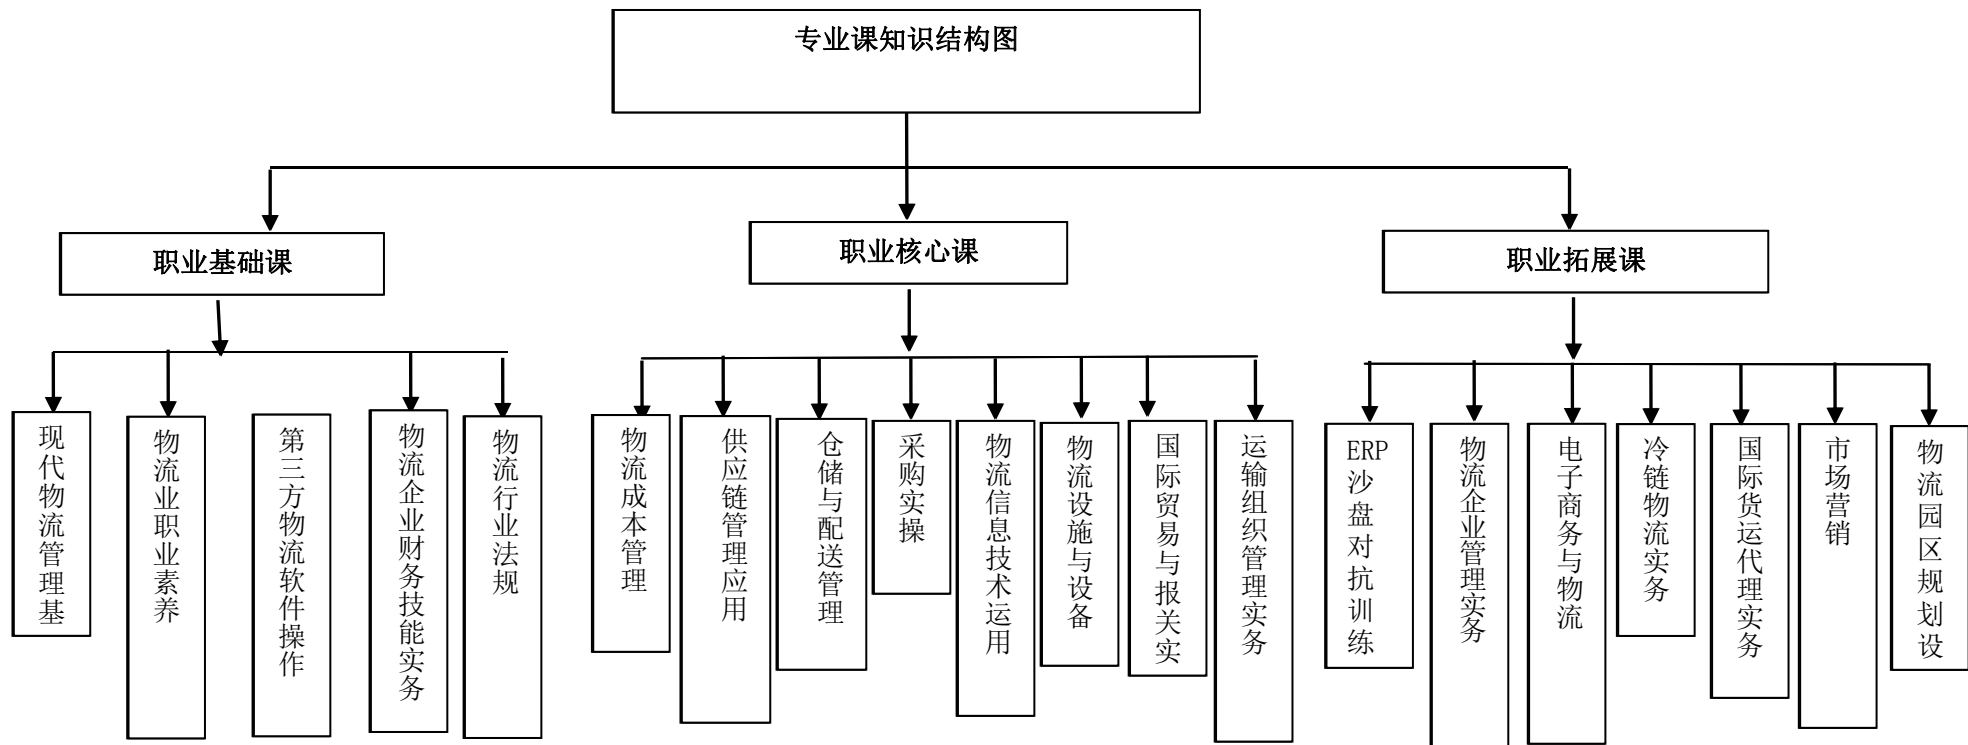 专业课知识结构图
职业基础课
职业核心课
职业拓展课
现代物流管理基
物流业职业素养
第三方物流软件操作
物流企业财务技能实务
物流行业法规
物流成本管理
供应链管理应用
仓储与配送管理
采购实操
物流信息技术运用
物流设施与设备
国际贸易与报关实
运输组织管理实务
ERP沙盘对抗训练
物流企业管理实务
电子商务与物流
冷链物流实务
国际货运代理实务
市场营销
物流园区规划设